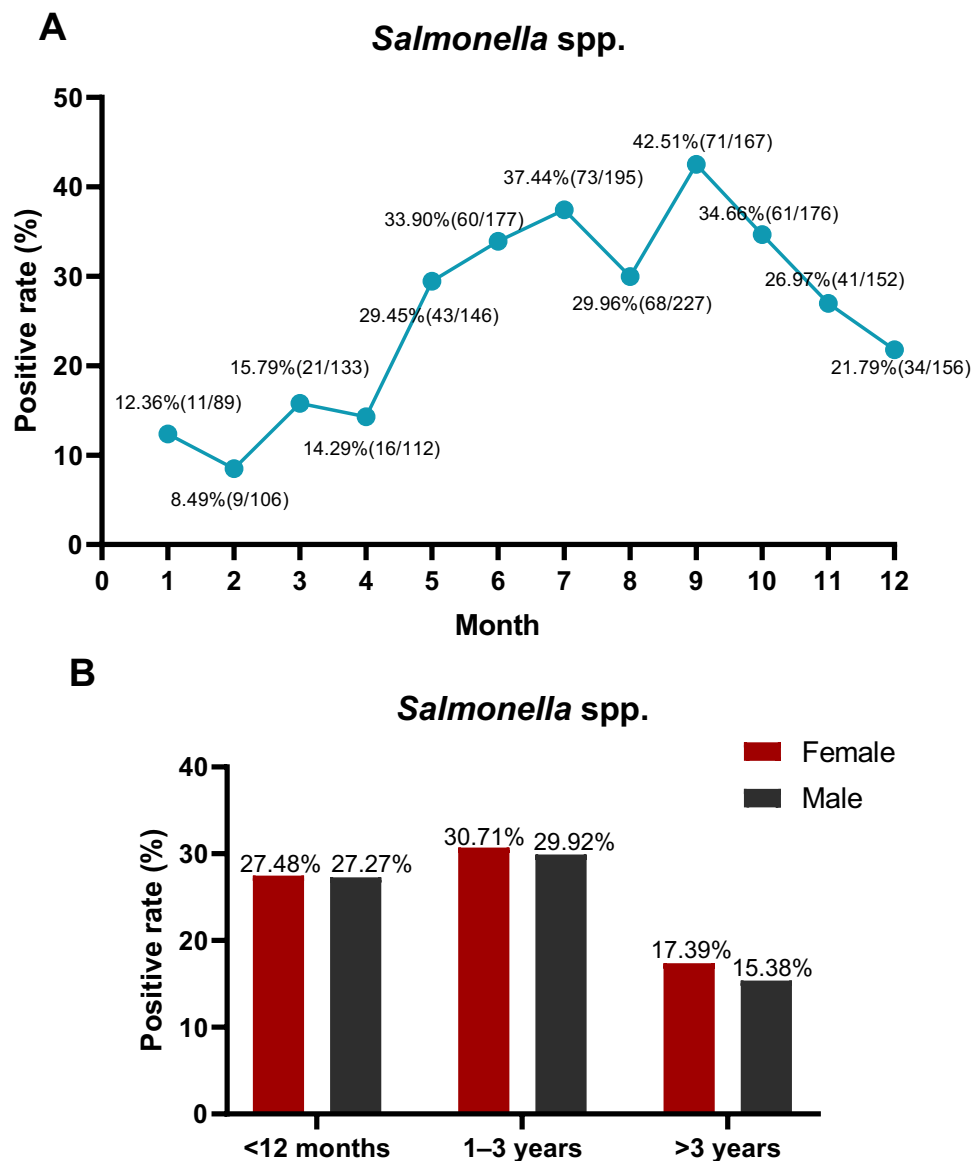 A
Salmonella spp.
Positive rate (%)
50
40
30
20
10
0
12.36%(11/89)
8.49%(9/106)
15.79%(21/133)
14.29%(16/112)
29.45%(43/146)
33.90%(60/177)
37.44%(73/195)
29.96%(68/227)
42.51%(71/167)
34.66%(61/176)
26.97%(41/152)
21.79%(34/156)
0 1 2 3 4 5 6 7 8 9 10 11 12
Month
B
Salmonella spp.
Female
Male
Positive rate (%)
40
30
20
10
0
27.48% 27.27% 30.71% 29.92% 17.39% 15.38%
<12 months 1–3 years >3 years